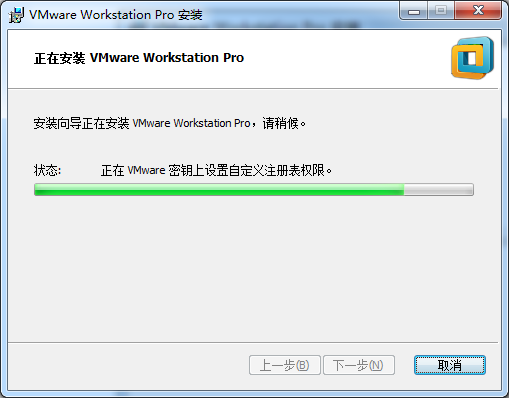 VMware Workstation Pro 安装
正在安装 VMware Workstation Pro
安装向导正在安装 VMware Workstation Pro，请稍候。
状态: 正在 VMware 密钥上设置自定义注册表权限。
上一步(B) 下一步(N) 取消